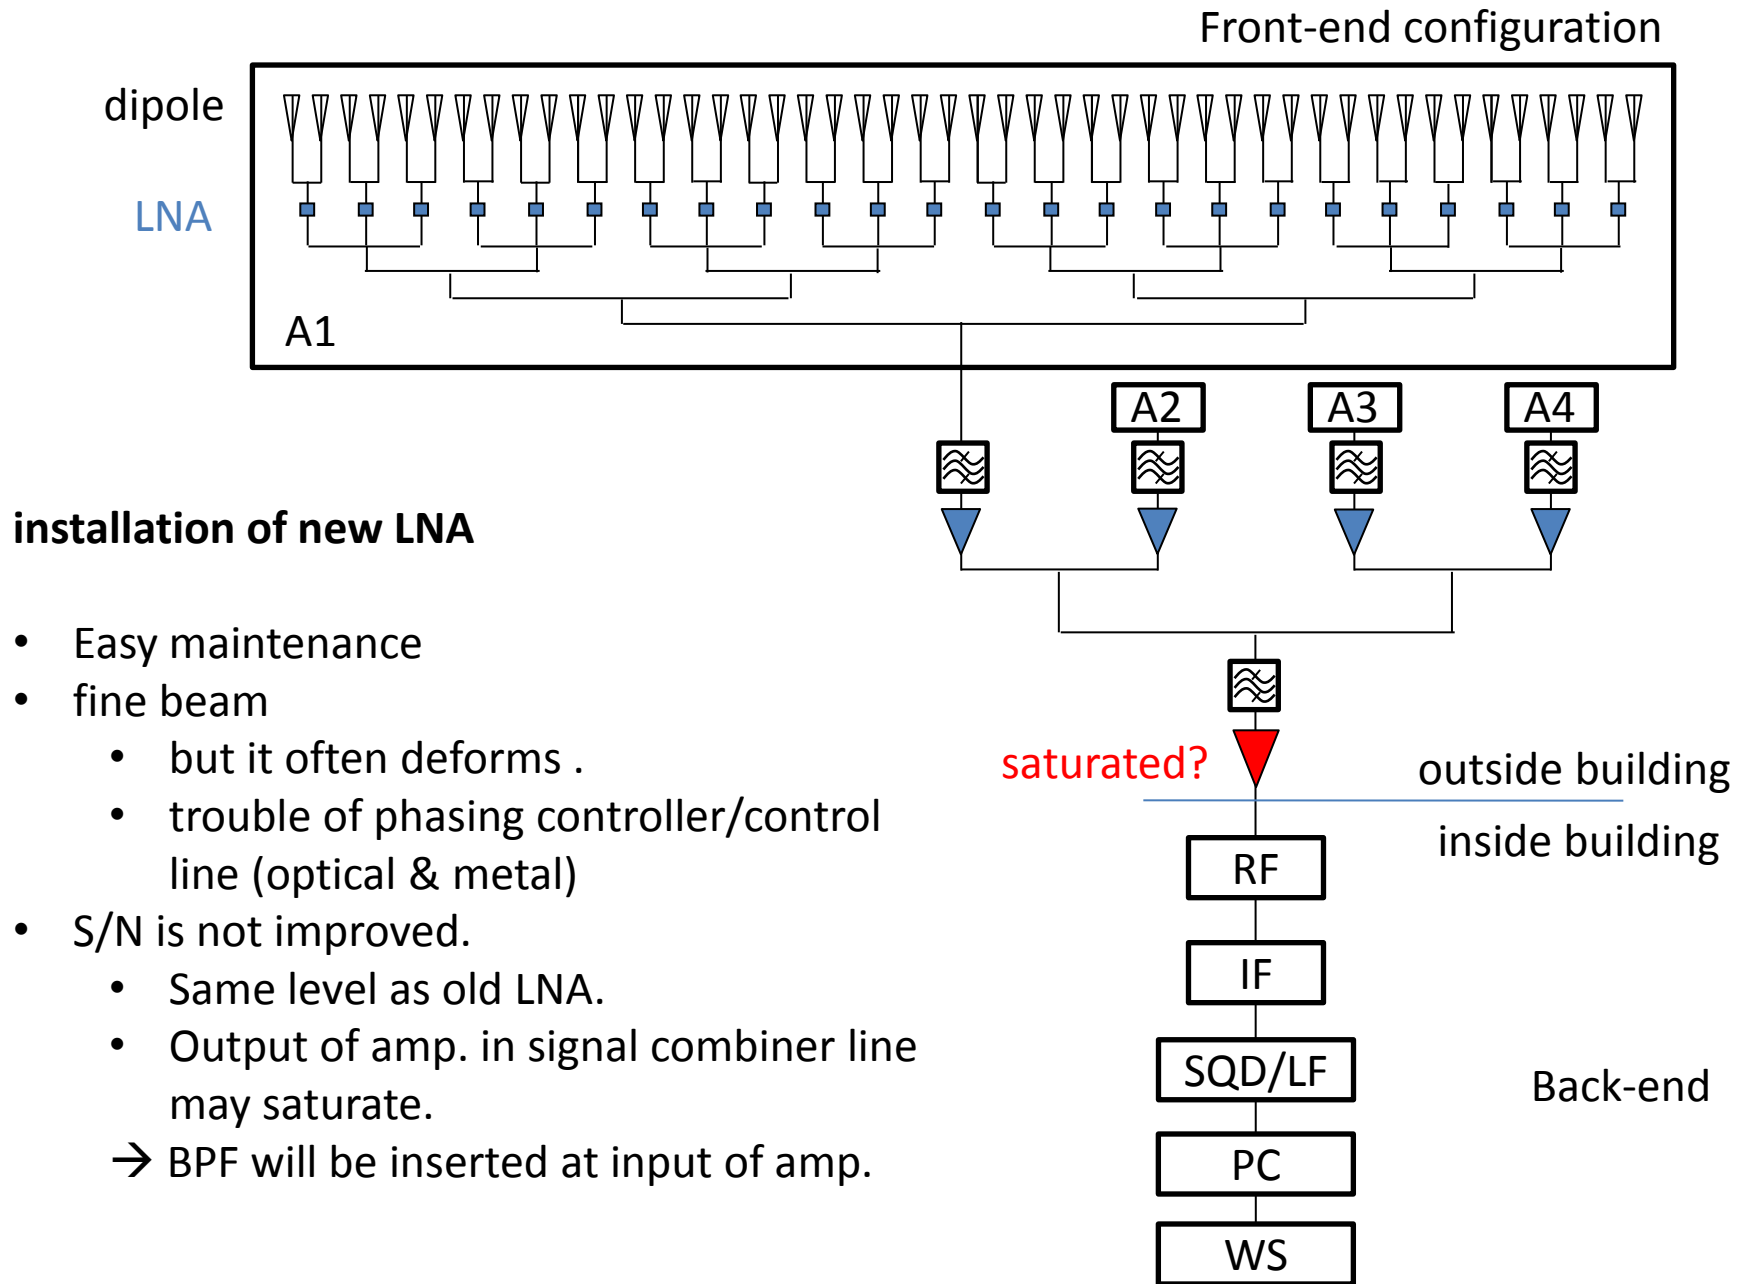 Front-end configuration
dipole
LNA
A1
A2
A3
A4
installation of new LNA
• Easy maintenance
• fine beam
• but it often deforms .
• trouble of phasing controller/control
line (optical & metal)
• S/N is not improved.
• Same level as old LNA.
• Output of amp. in signal combiner line
may saturate.
→ BPF will be inserted at input of amp.
saturated?
outside building
inside building
RF
IF
SQD/LF
Back-end
PC
WS